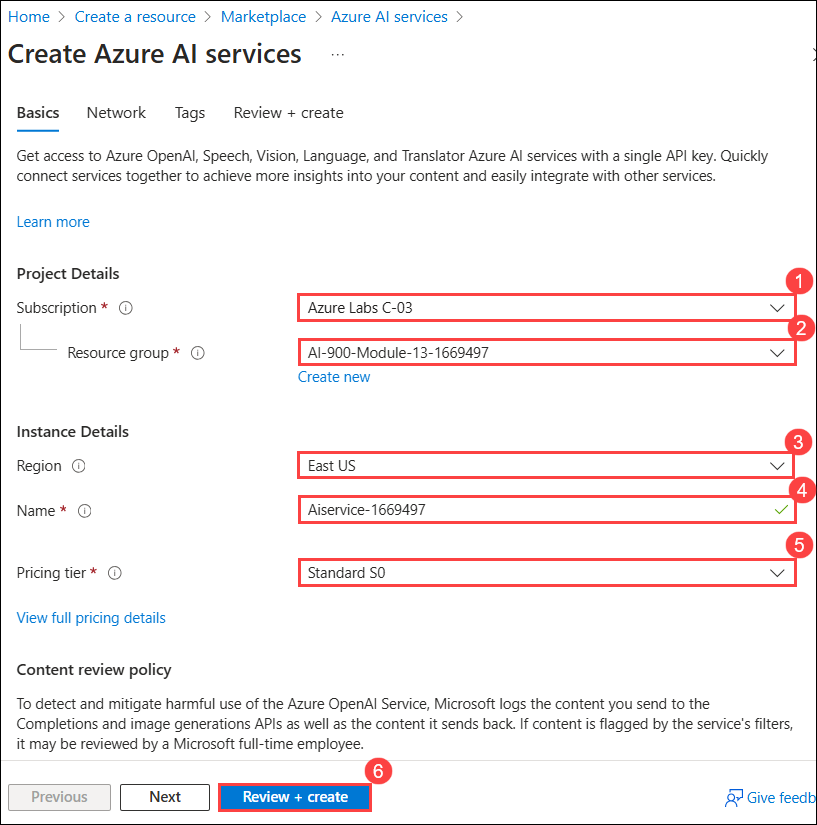 Home > Create a resource > Marketplace > Azure AI services >
Create Azure AI services ...
Basics Network Tags Review + create
Get access to Azure OpenAI, Speech, Vision, Language, and Translator Azure AI services with a single API key. Quickly
connect services together to achieve more insights into your content and easily integrate with other services.
Learn more
Project Details
1
Subscription * Azure Labs C-03
2
Resource group * AI-900-Module-13-1669497
Create new
Instance Details
3
Region East US
4
Name * Aiservice-1669497
5
Pricing tier * Standard S0
View full pricing details
Content review policy
To detect and mitigate harmful use of the Azure OpenAI Service, Microsoft logs the content you send to the
Completions and image generations APIs as well as the content it sends back. If content is flagged by the service's filters,
it may be reviewed by a Microsoft full-time employee.
6
Previous Next Review + create Give feedb